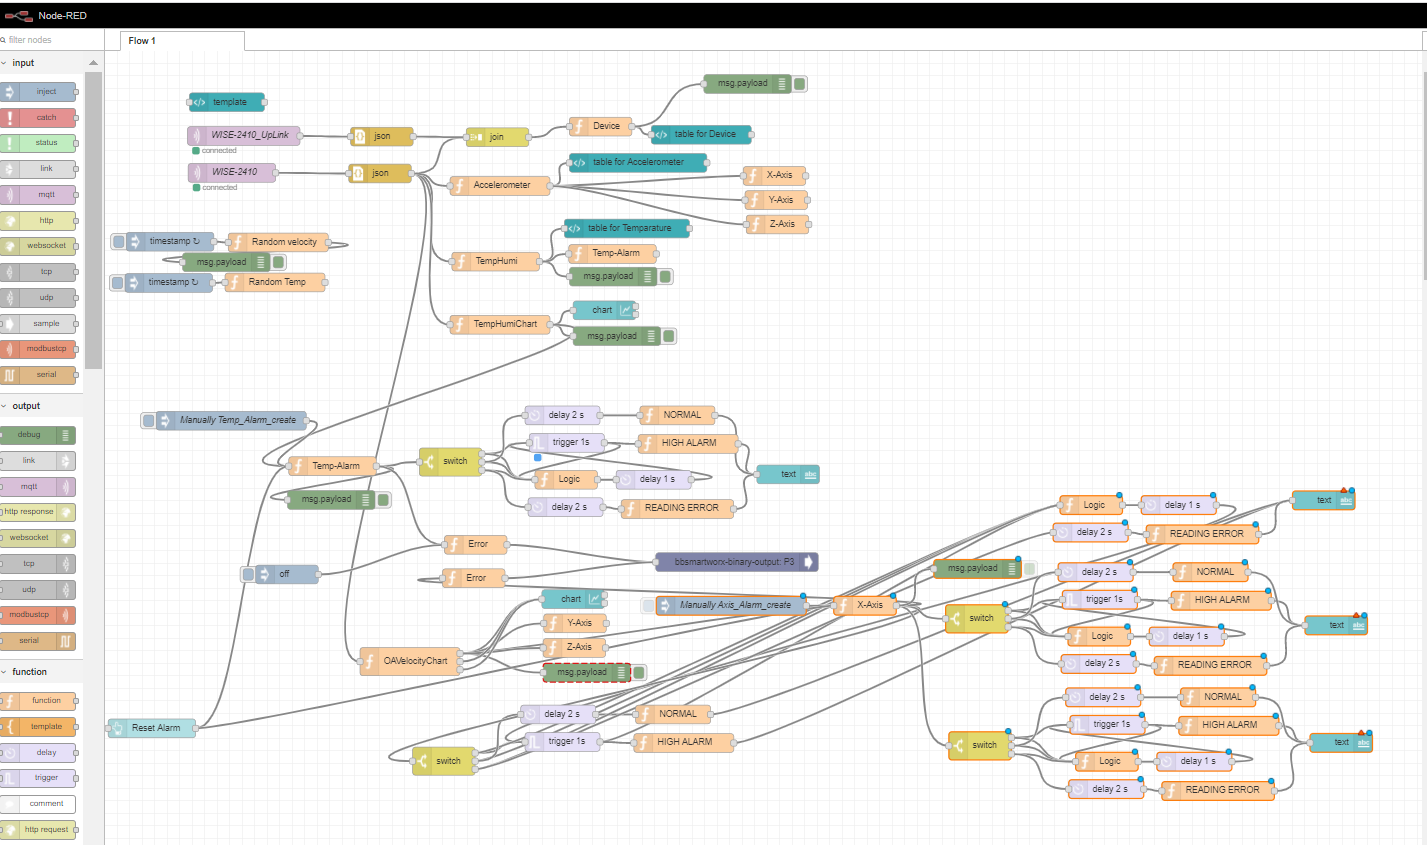 Node-RED
filter nodes
Flow 1
input
inject
catch
status
link
mqtt
http
websocket
tcp
udp
sample
modbustcp
serial
output
debug
link
mqtt
http response
websocket
tcp
udp
modbustcp
serial
function
function
template
delay
trigger
comment
http request
msg.payload
template
WISE-2410_UpLink
json
join
Device
table for Device
connected
WISE-2410
json
table for Accelerometer
connected
Accelerometer
X-Axis
Y-Axis
Z-Axis
table for Temparature
timestamp ↻
Random velocity
Temp-Alarm
msg.payload
TempHumi
msg.payload
timestamp ↻
Random Temp
chart
TempHumiChart
msg.payload
Manually Temp_Alarm_create
delay 2 s
NORMAL
trigger 1s
HIGH ALARM
Temp-Alarm
switch
text
Logic
delay 1 s
msg.payload
delay 2 s
READING ERROR
Error
bbsmartworx-binary-output: P3
off
Error
chart
Manually Axis_Alarm_create
X-Axis
Y-Axis
Z-Axis
OAVelocityChart
msg.payload
Reset Alarm
delay 2 s
NORMAL
trigger 1s
HIGH ALARM
switch
Logic
delay 1 s
text
delay 2 s
READING ERROR
msg.payload
delay 2 s
NORMAL
trigger 1s
HIGH ALARM
switch
text
Logic
delay 1 s
delay 2 s
READING ERROR
delay 2 s
NORMAL
trigger 1s
HIGH ALARM
switch
text
Logic
delay 1 s
delay 2 s
READING ERROR